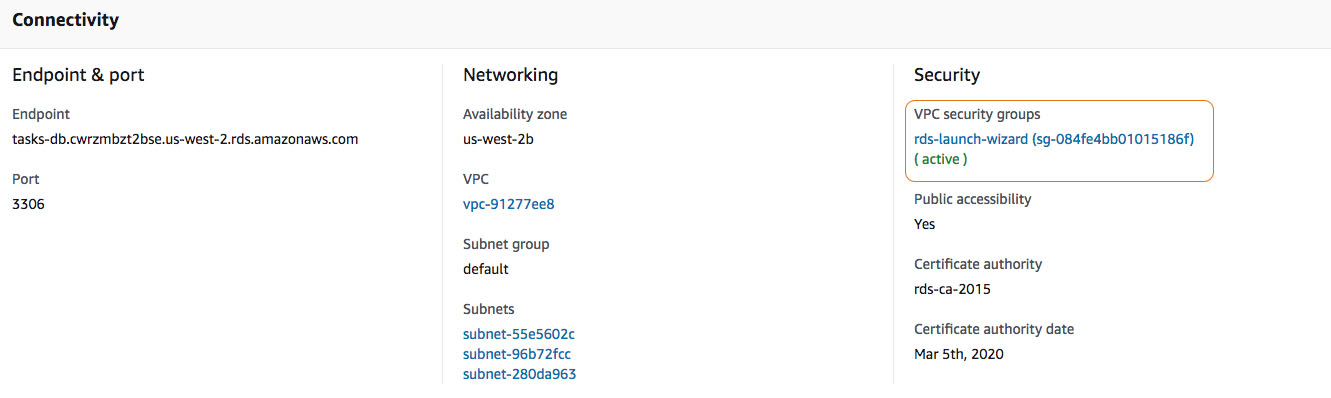 Connectivity
Endpoint & port
Endpoint
tasks-db.cwrzmbzt2bse.us-west-2.rds.amazonaws.com
Port
3306
Networking
Availability zone
us-west-2b
VPC
vpc-91277ee8
Subnet group
default
Subnets
subnet-55e5602c
subnet-96b72fcc
subnet-280da963
Security
VPC security groups
rds-launch-wizard (sg-084fe4bb01015186f)
( active )
Public accessibility
Yes
Certificate authority
rds-ca-2015
Certificate authority date
Mar 5th, 2020